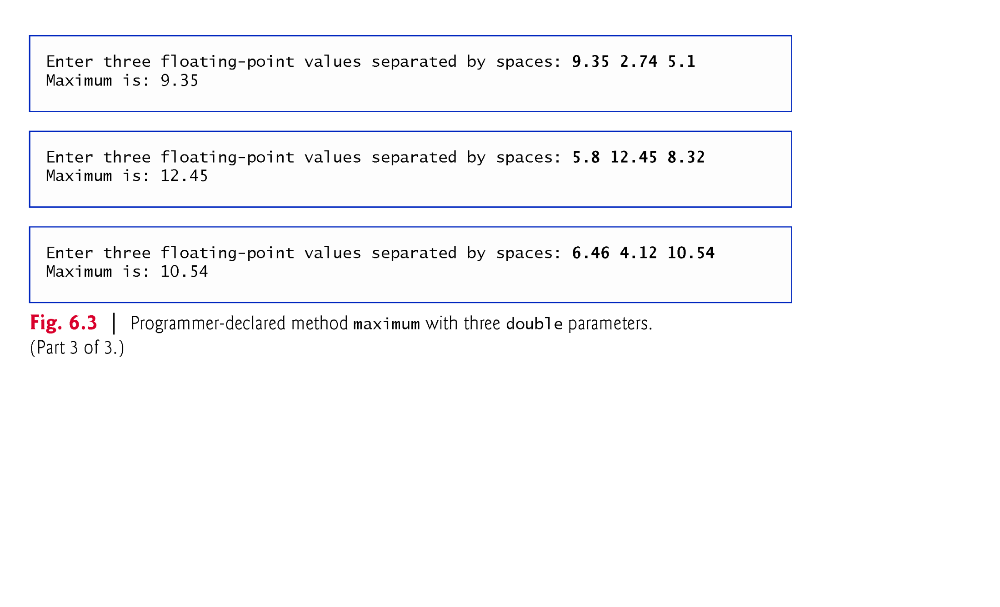 Enter three floating-point values separated by spaces: 9.35 2.74 5.1
Maximum is: 9.35
Enter three floating-point values separated by spaces: 5.8 12.45 8.32
Maximum is: 12.45
Enter three floating-point values separated by spaces: 6.46 4.12 10.54
Maximum is: 10.54
Fig. 6.3 | Programmer-declared method maximum with three double parameters.
(Part 3 of 3.)